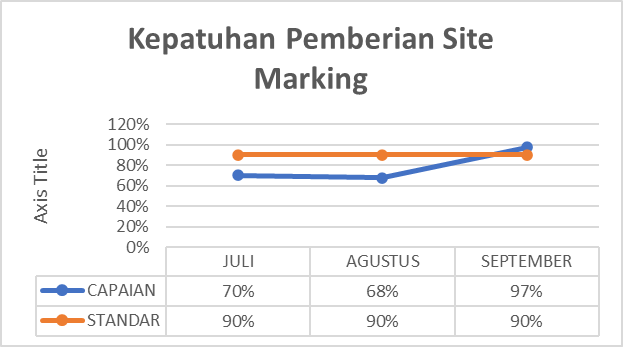 Kepatuhan Pemberian Site
Marking
Axis Title
120%
100%
80%
60%
40%
20%
0%
JULI AGUSTUS SEPTEMBER
CAPAIAN 70% 68% 97%
STANDAR 90% 90% 90%